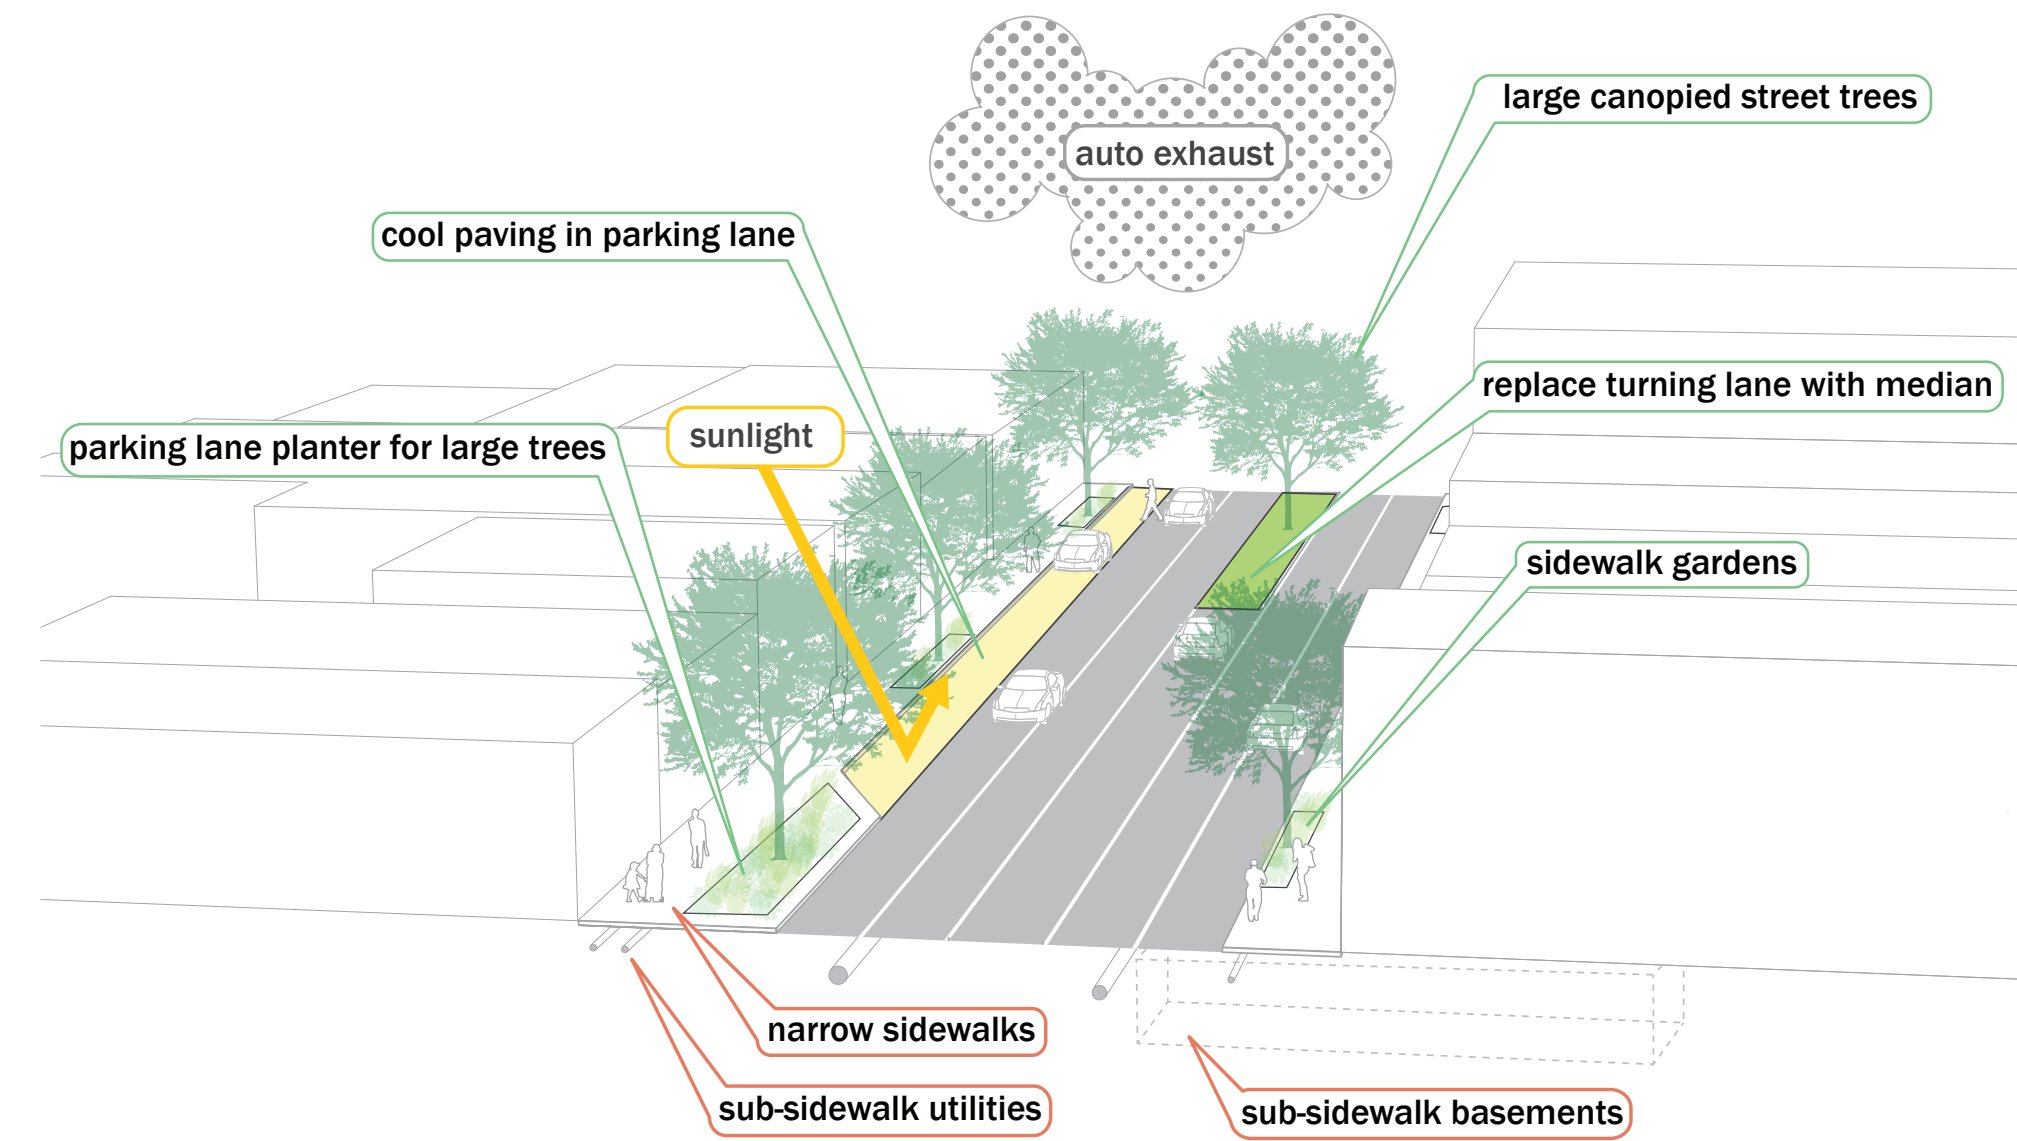 large canopied street trees
auto exhaust
cool paving in parking lane
replace turning lane with median
parking lane planter for large trees
sunlight
sidewalk gardens
narrow sidewalks
sub-sidewalk utilities
sub-sidewalk basements